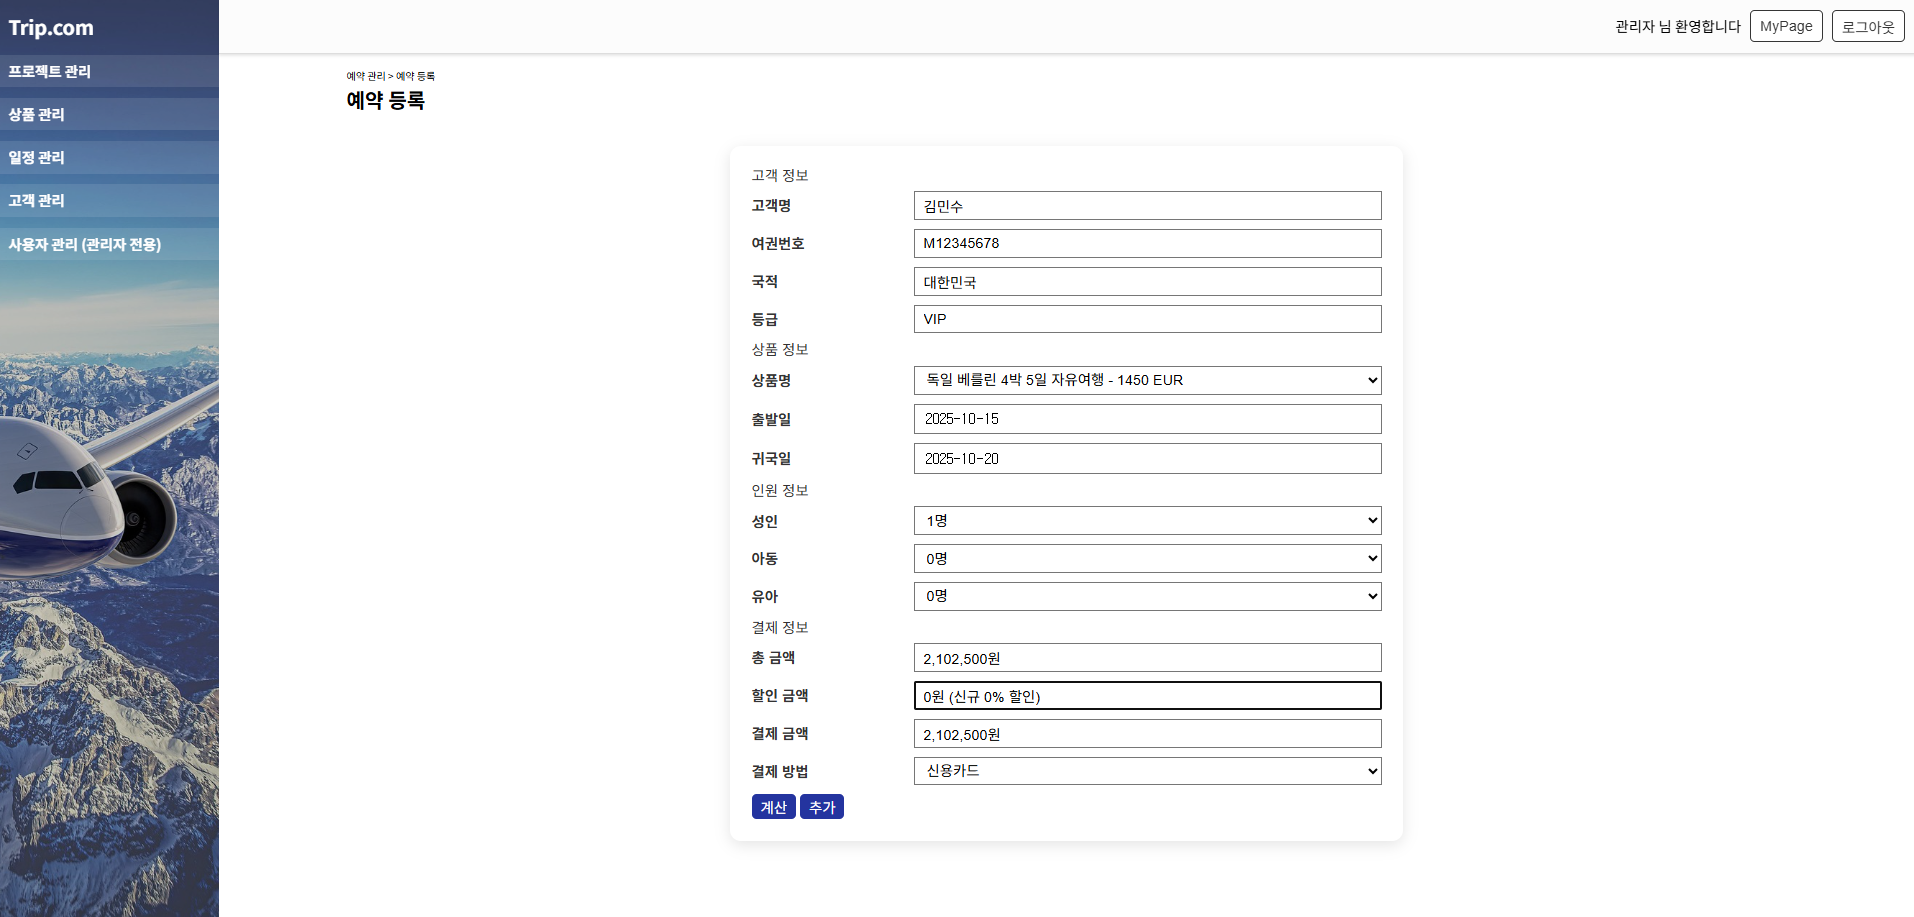 Trip.com
프로젝트 관리
상품 관리
일정 관리
고객 관리
사용자 관리 (관리자 전용)
관리자 님 환영합니다 MyPage 로그아웃
예약 관리 > 예약 등록
예약 등록
고객 정보
고객명 김민수
여권번호 M12345678
국적 대한민국
등급 VIP
상품 정보
상품명 독일 베를린 4박 5일 자유여행 - 1450 EUR
출발일 2025-10-15
귀국일 2025-10-20
인원 정보
성인 1명
아동 0명
유아 0명
결제 정보
총 금액 2,102,500원
할인 금액 0원 (신규 0% 할인)
결제 금액 2,102,500원
결제 방법 신용카드
계산 추가